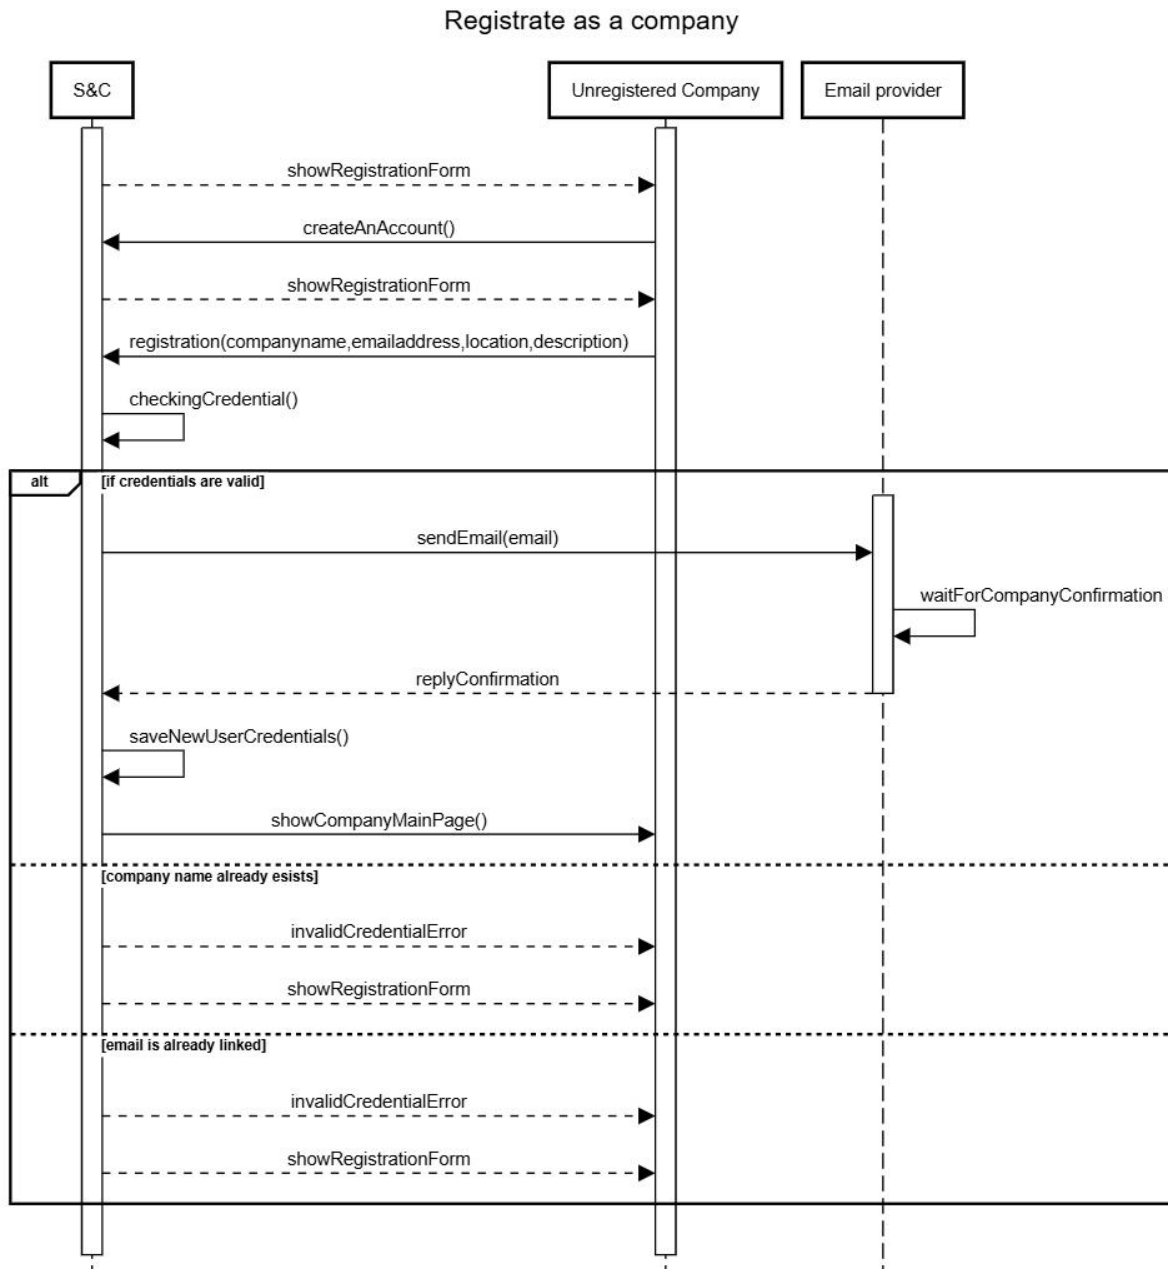 Registrate as a company
S&C
Unregistered Company
Email provider
showRegistrationForm
createAnAccount()
showRegistrationForm
registration(companyname,emailaddress,location,description)
checkingCredential()
alt
[if credentials are valid]
sendEmail(email)
waitForCompanyConfirmation
replyConfirmation
saveNewUserCredentials()
showCompanyMainPage()
[company name already esists]
invalidCredentialError
showRegistrationForm
[email is already linked]
invalidCredentialError
showRegistrationForm